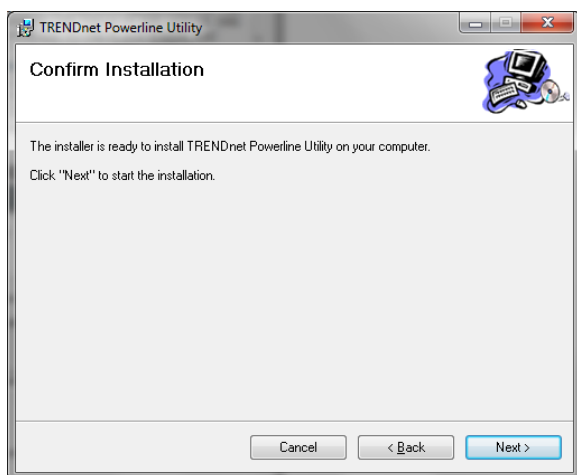 TRENDnet Powerline Utility
Confirm Installation
The installer is ready to install TRENDnet Powerline Utility on your computer.
Click "Next" to start the installation.
Cancel
< Back
Next >